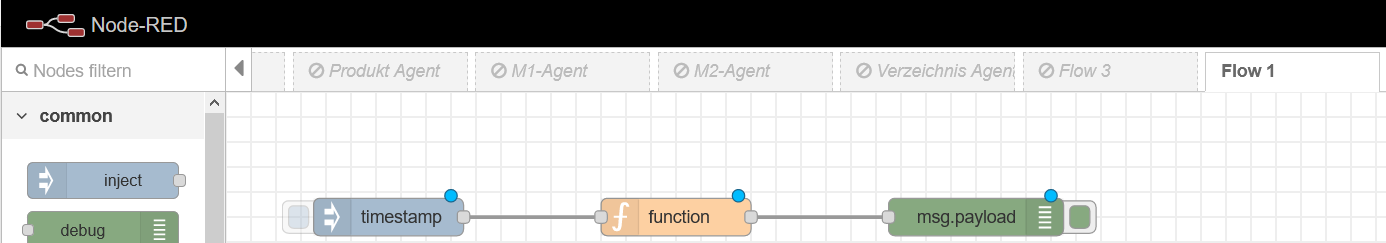 Node-RED
Nodes filtern
Produkt Agent
M1-Agent
M2-Agent
Verzeichnis Agen
Flow 3
Flow 1
common
inject
timestamp
function
msg.payload
debug